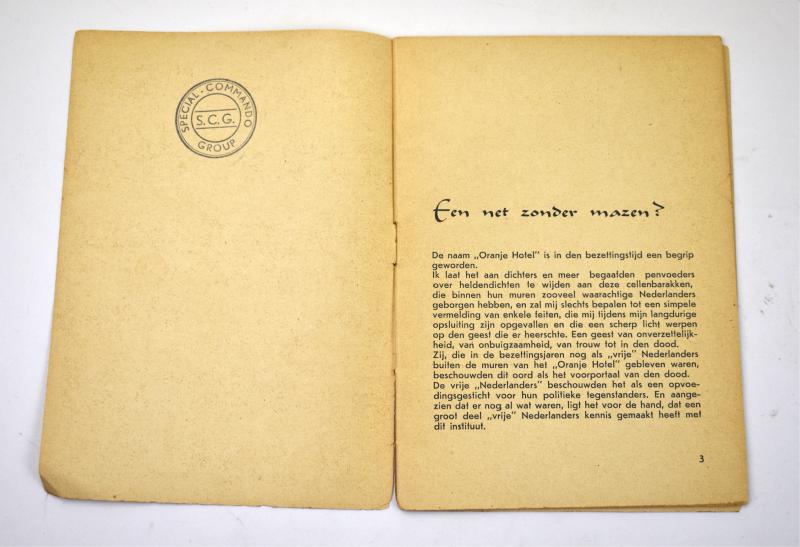 SPECIAL - COMMANDO
S.C.G.
GROUP
Een net zonder mazen?
De naam „Oranje Hotel" is in den bezettingstijd een begrip
geworden.
Ik laat het aan dichters en meer begaafden penvoeders
over heldendichten te wijden aan deze cellenbarakken,
die binnen hun muren zooveel waarachtige Nederlanders
geborgen hebben, en zal mij slechts bepalen tot een simpele
vermelding van enkele feiten, die mij tijdens mijn langdurige
opsluiting zijn opgevallen en die een scherp licht werpen
op den geest die er heerschte. Een geest van onverzettelijk-
heid, van onbuigzaamheid, van trouw tot in den dood.
Zij, die in de bezettingsjaren nog als „vrije" Nederlanders
buiten de muren van het „Oranje Hotel" gebleven waren,
beschouwden dit oord als het voorportaal van den dood.
De vrije „Nederlanders" beschouwden het als een opvoe-
dingsgesticht voor hun politieke tegenstanders. En aange-
zien dat er nog al wat waren, ligt het voor de hand, dat een
groot deel „vrije" Nederlanders kennis gemaakt heeft met
dit instituut.
3